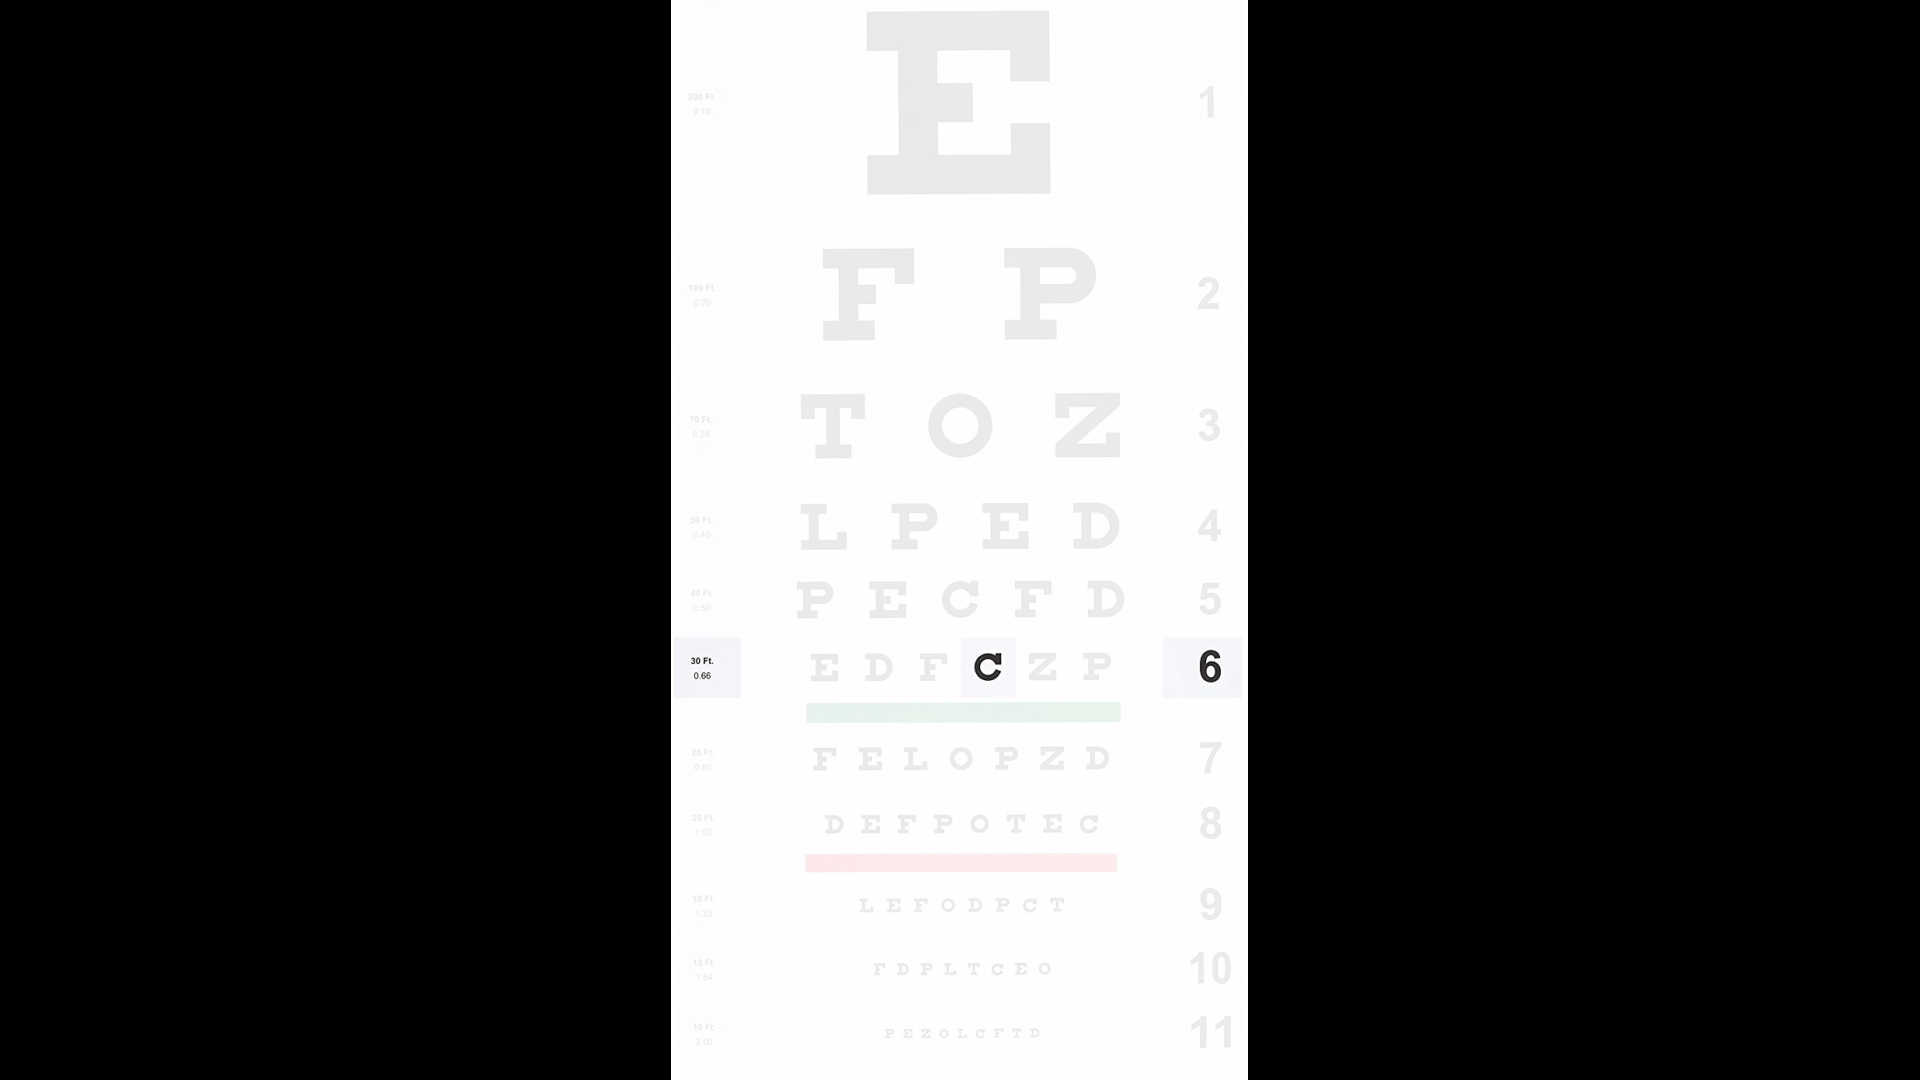 E
200 Ft.
0.10
1
F P
100 Ft.
0.20
2
T O Z
70 Ft.
3
L P E D
50 Ft.
0.40
4
P E C F D
40 Ft.
0.50
5
30 Ft.
0.66
E D F C Z P
6
F E L O P Z D
25 Ft.
0.80
7
D E F P O T E C
20 Ft.
1.00
8
L E F O D P C T
15 Ft.
1.33
9
F D P L T C E O
13 Ft.
1.54
10
P E Z O L C F T D
10 Ft.
2.00
11